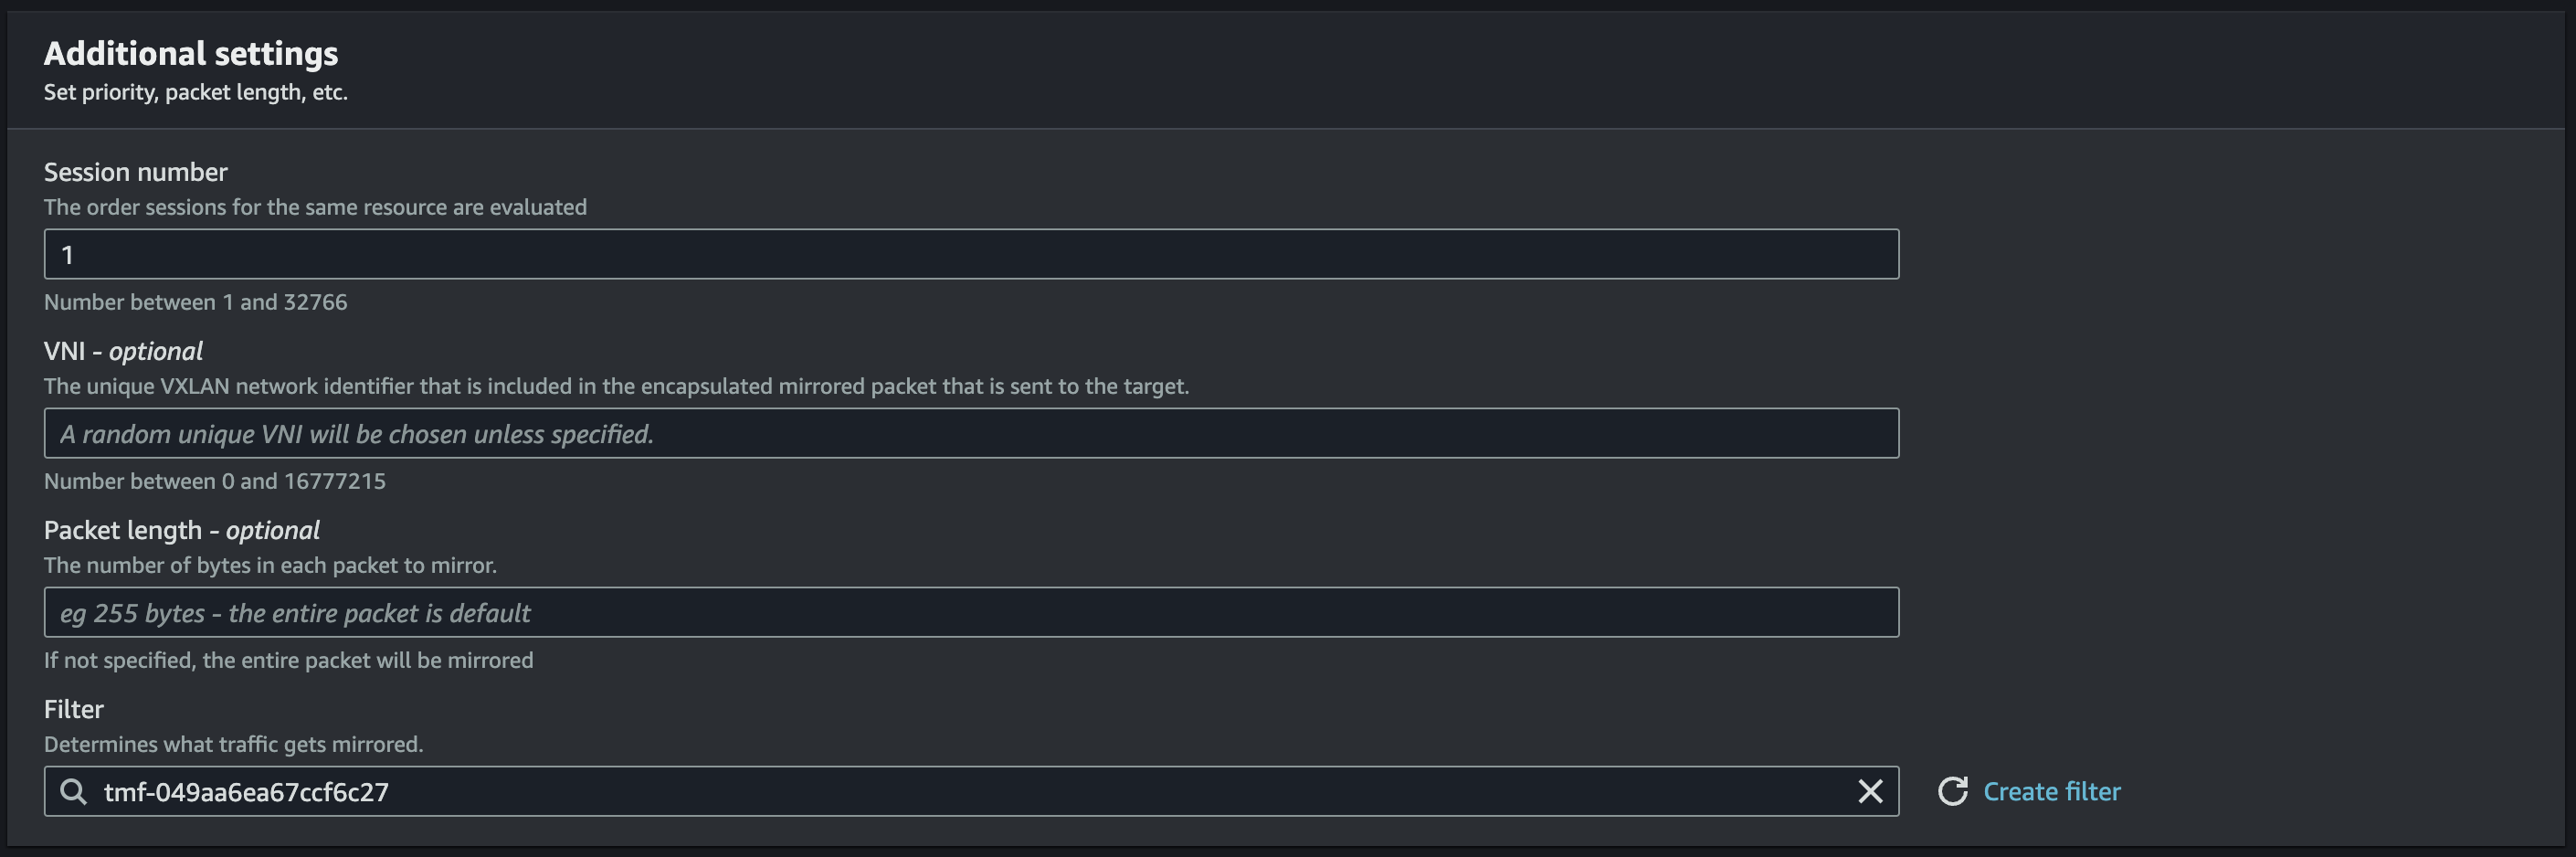 Additional settings
Set priority, packet length, etc.
Session number
The order sessions for the same resource are evaluated
1
Number between 1 and 32766
VNI - optional
The unique VXLAN network identifier that is included in the encapsulated mirrored packet that is sent to the target.
A random unique VNI will be chosen unless specified.
Number between 0 and 16777215
Packet length - optional
The number of bytes in each packet to mirror.
eg 255 bytes - the entire packet is default
If not specified, the entire packet will be mirrored
Filter
Determines what traffic gets mirrored.
tmf-049aa6ea67ccf6c27
Create filter